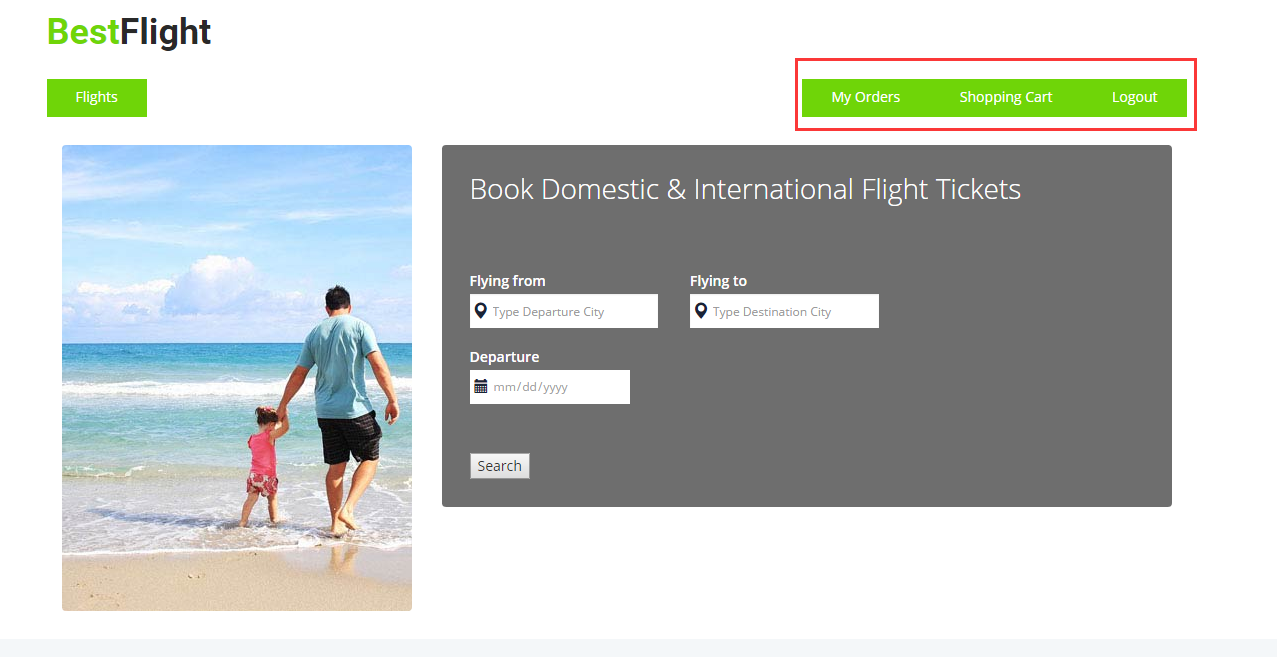 BestFlight
Flights
My Orders Shopping Cart Logout
Book Domestic & International Flight Tickets
Flying from Flying to
Type Departure City Type Destination City
Departure
mm/dd/yyyy
Search